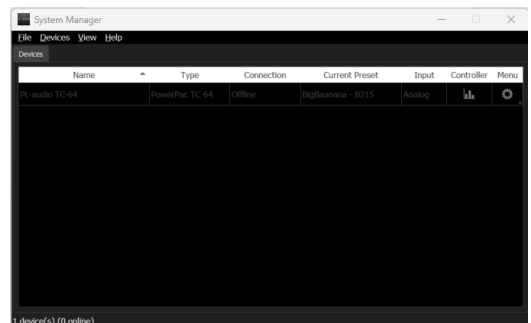 System Manager
File Devices View Help
Devices
Name Type Connection Current Preset Input Controller Menu
PL-audio TC-64 PowerPac TC-64 Offline BigBaanana - B215 Analog
1 device(s) (0 online)